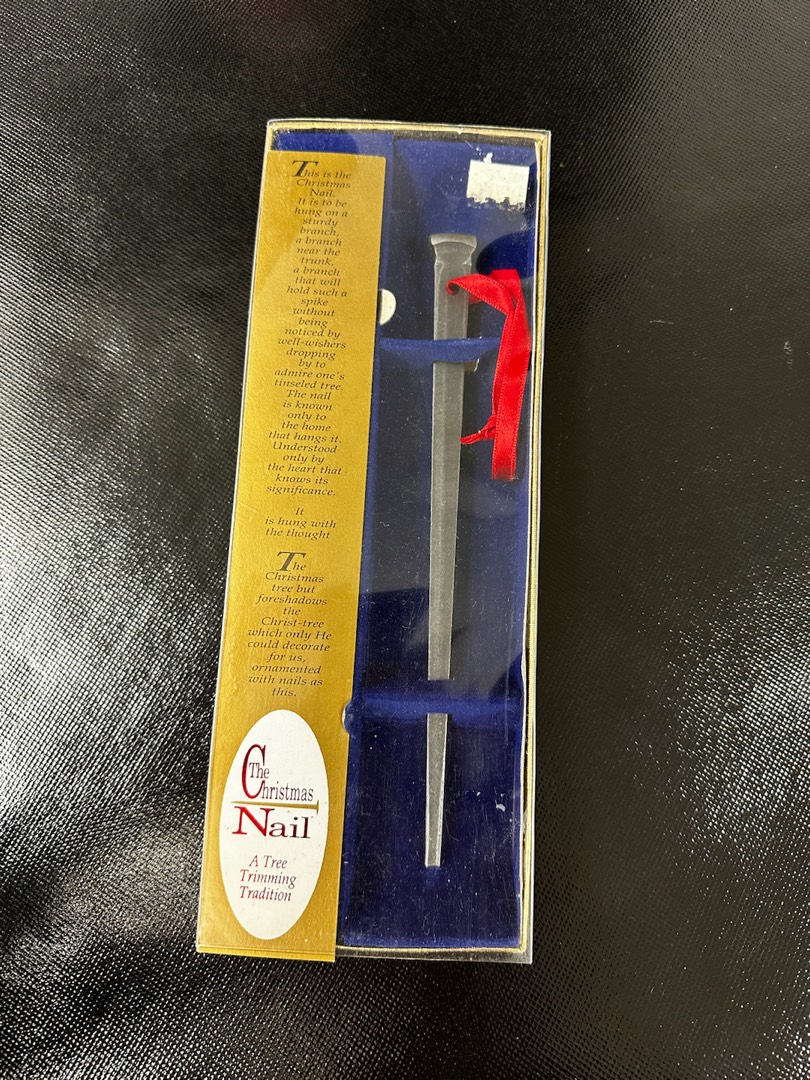 This is the
Christmas
Nail.
It is to be
hung on a
sturdy
branch,
a branch
near the
trunk,
a branch
that will
hold such a
spike
without
being
noticed by
well-wishers
dropping
by to
admire one's
tinseled tree.
The nail
is known
only to
the home
that hangs it.
Understood
only by
the heart that
knows its
significance.
It
is hung with
the thought
The
Christmas
tree but
foreshadows
the
Christ-tree
which only He
could decorate
for us,
ornamented
with nails as
this.
The
Christmas
Nail
A Tree
Trimming
Tradition